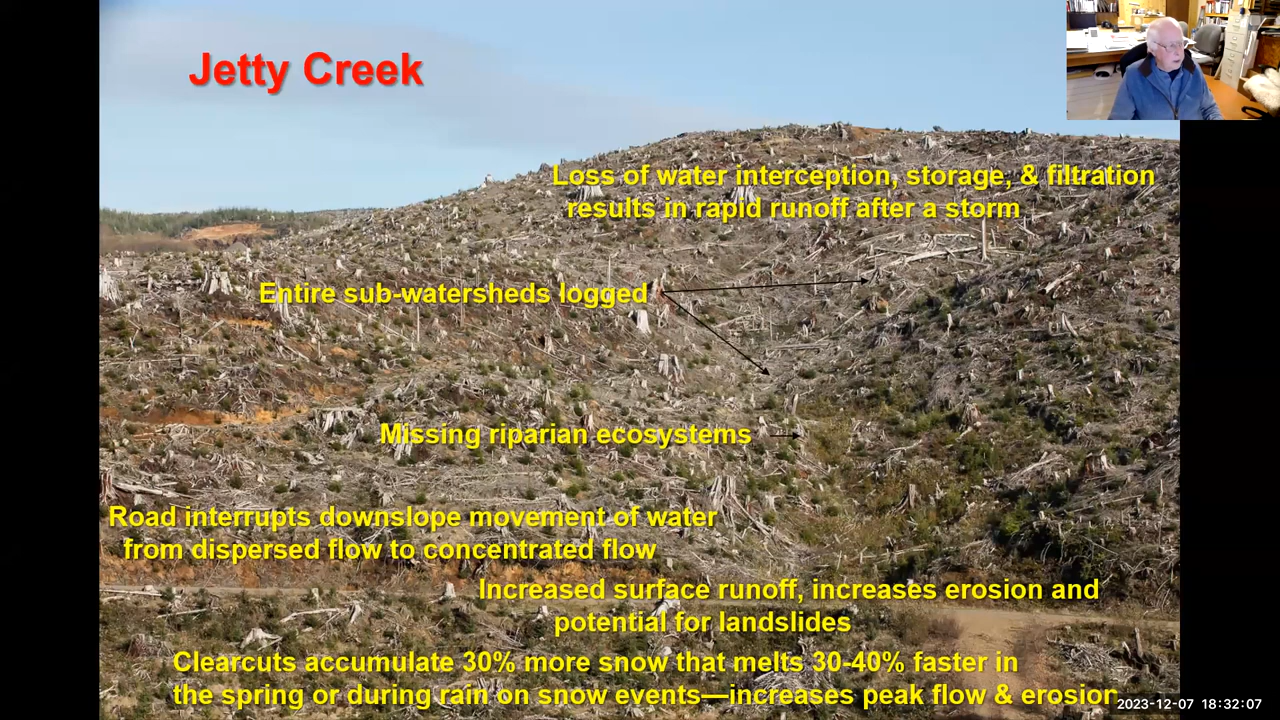 Jetty Creek
Loss of water interception, storage, & filtration
results in rapid runoff after a storm
Entire sub-watersheds logged
Missing riparian ecosystems
Road interrupts downslope movement of water
from dispersed flow to concentrated flow
Increased surface runoff, increases erosion and
potential for landslides
Clearcuts accumulate 30% more snow that melts 30-40% faster in
the spring or during rain on snow events—increases peak flow & erosion
2023-12-07 18:32:07